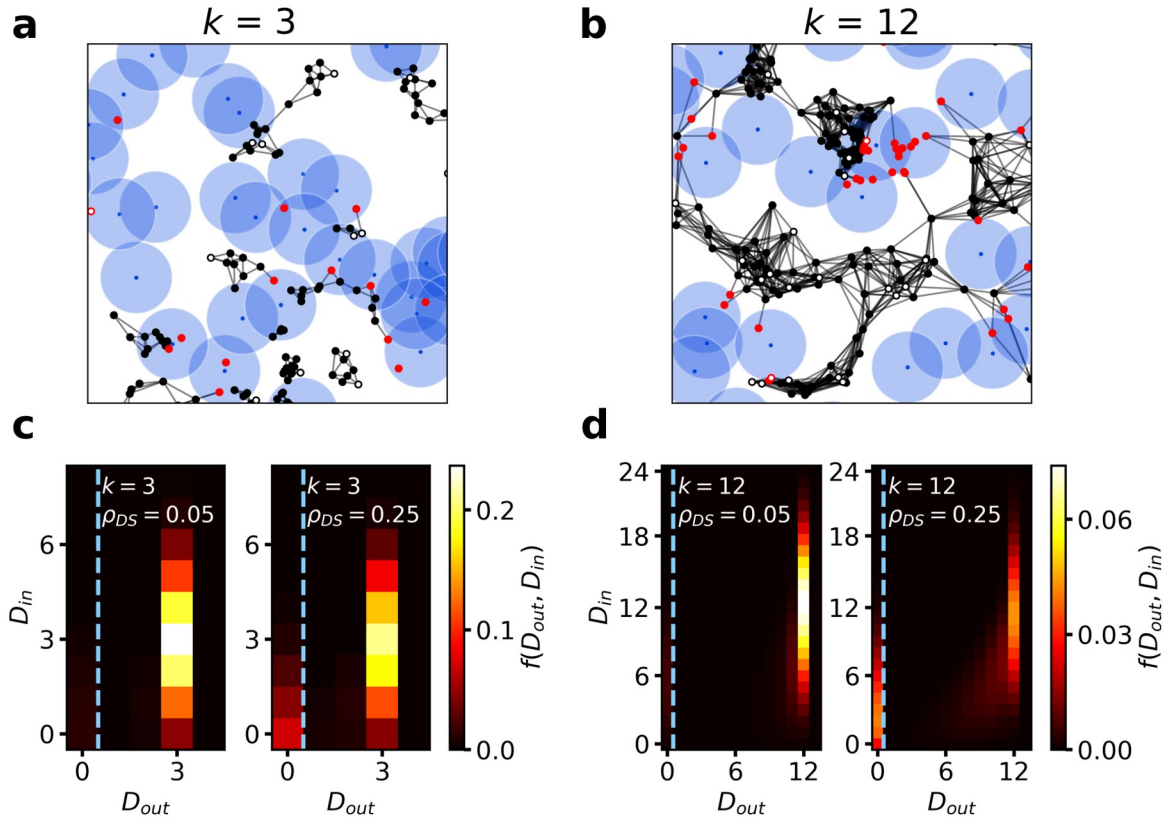 a
k = 3
b
k = 12
c
k = 3
ρDS = 0.05
k = 3
ρDS = 0.25
6
3
0
Din
0
3
0
3
Dout
Dout
0.2
0.1
0.0
f(Dout, Din)
d
k = 12
ρDS = 0.05
k = 12
ρDS = 0.25
24
18
12
6
0
Din
24
18
12
6
0
0
6
12
0
6
12
Dout
Dout
0.06
0.03
0.00
f(Dout, Din)